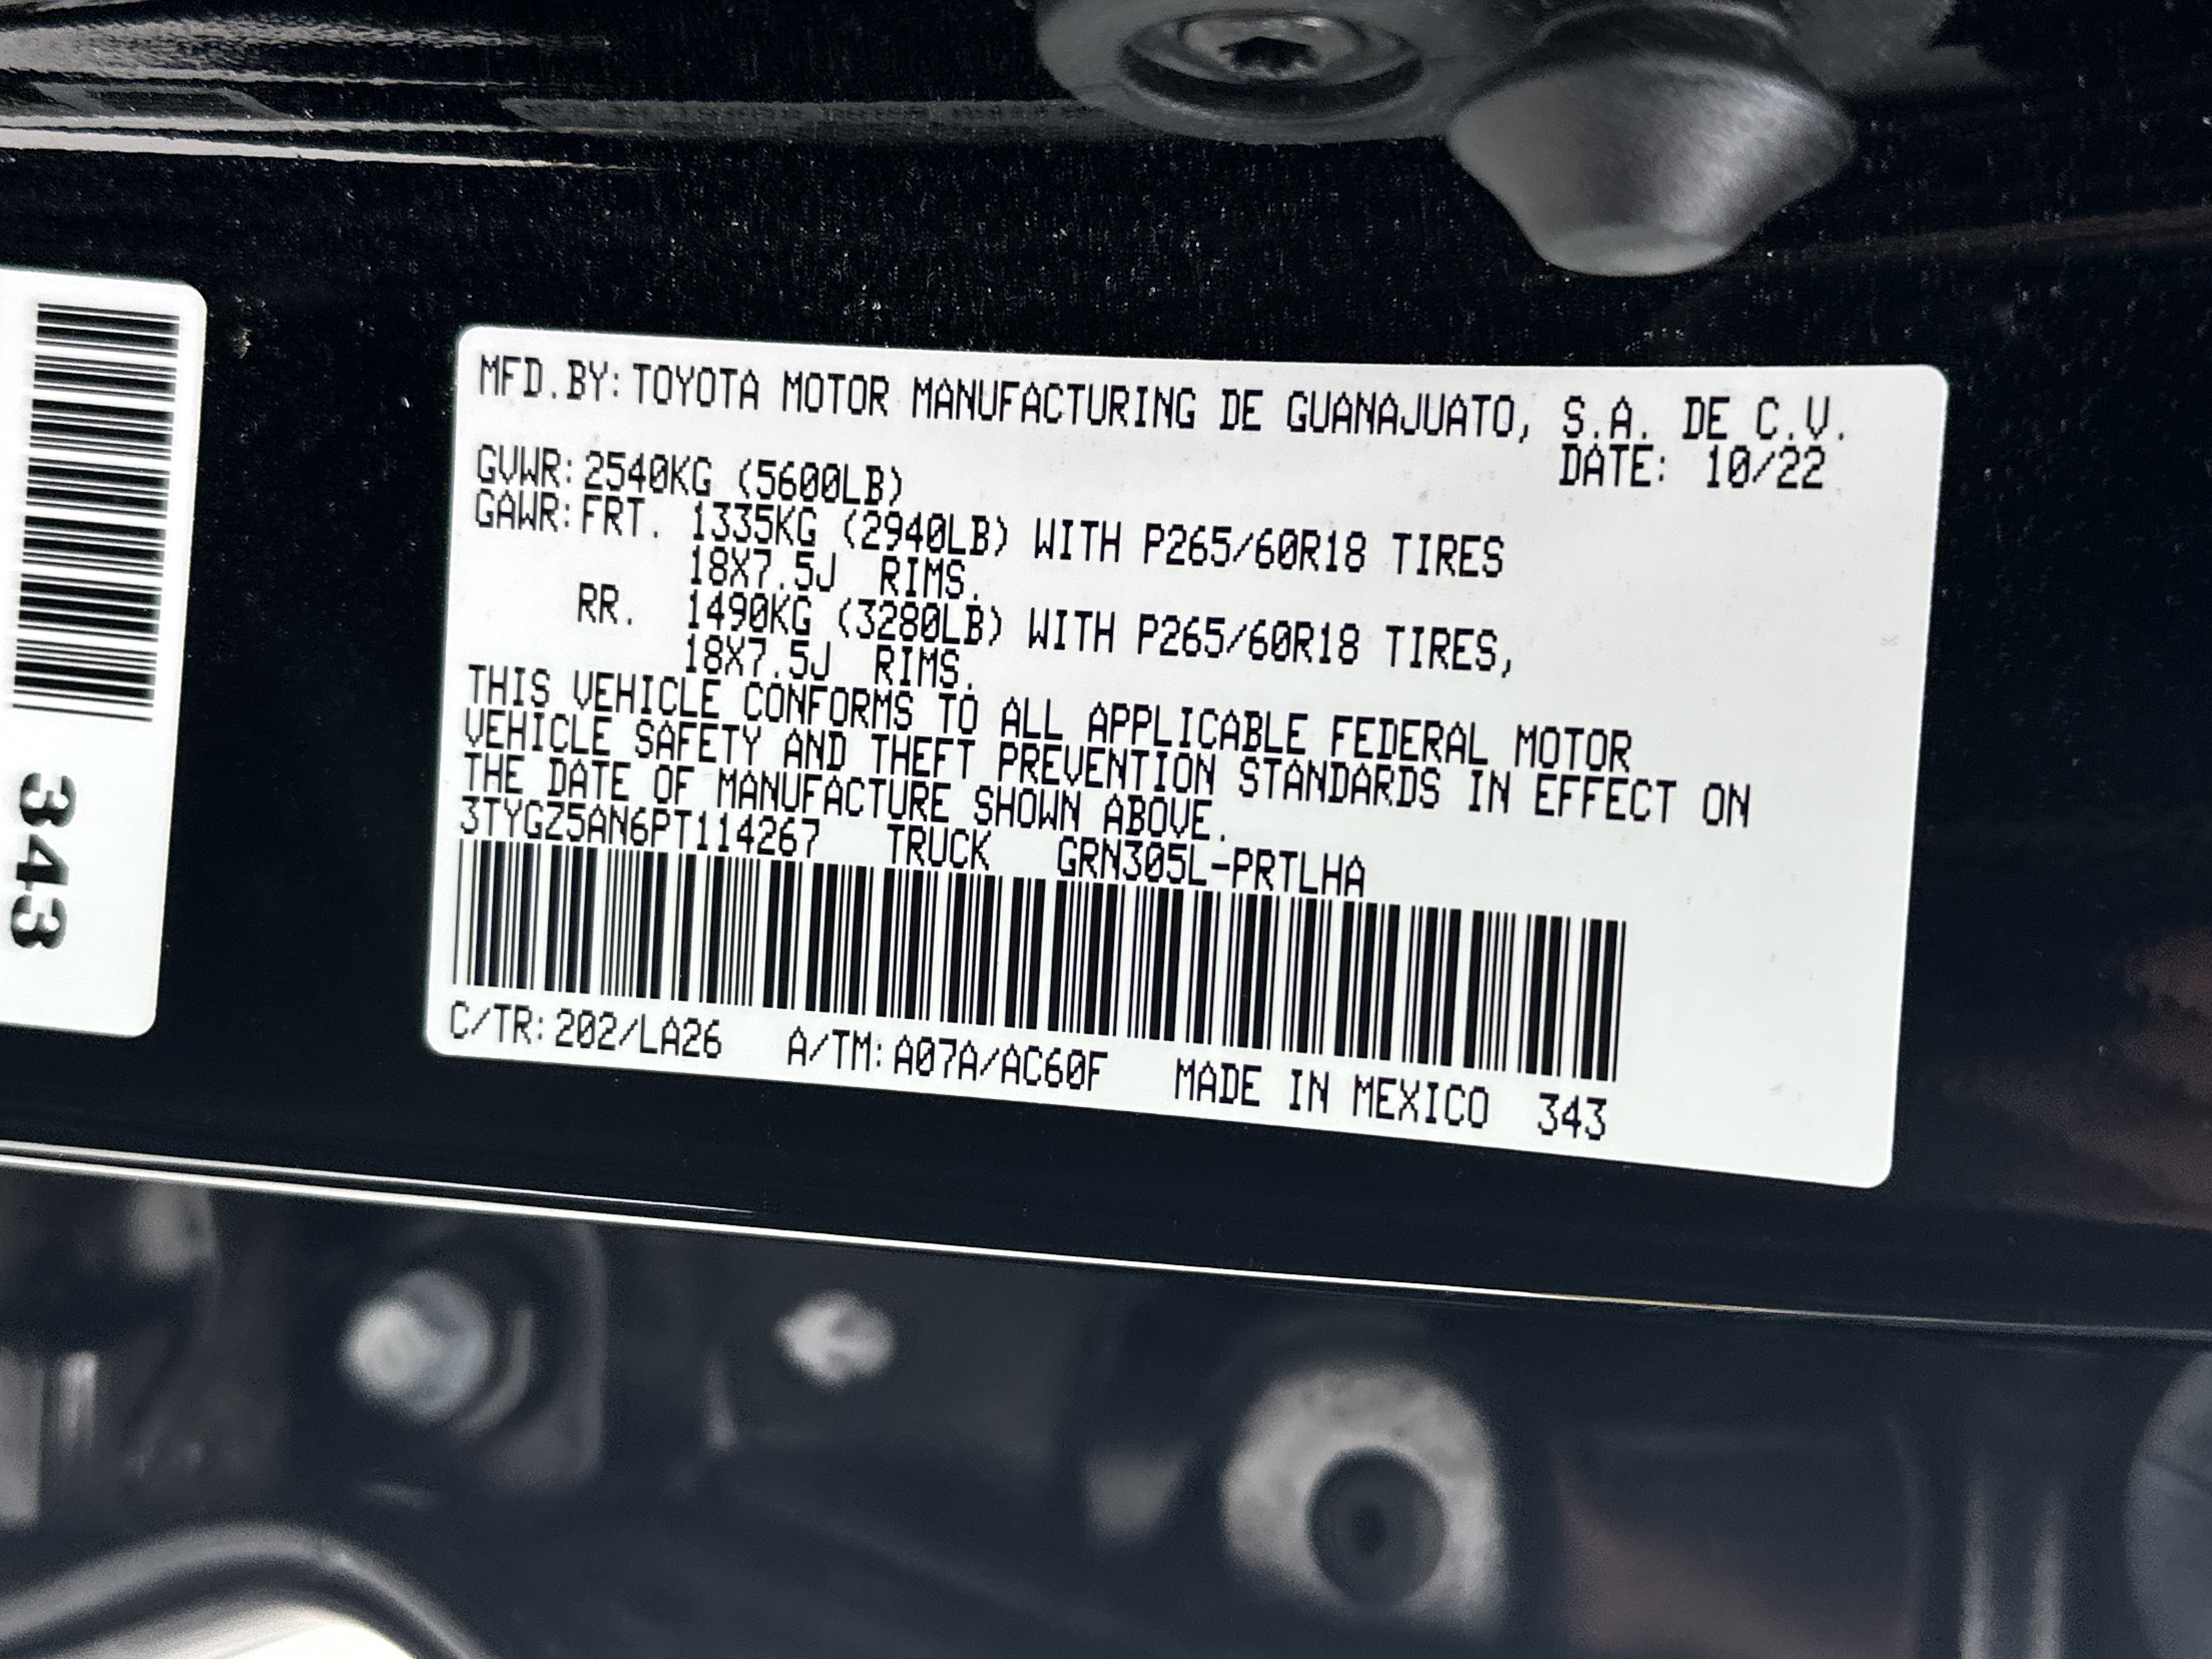 MFD.BY:TOYOTA MOTOR MANUFACTURING DE GUANAJUATO, S.A. DE C.V.
DATE: 10/22
GVWR:2540KG (5600LB)
GAWR:FRT. 1335KG (2940LB) WITH P265/60R18 TIRES
18X7.5J RIMS.
RR. 1490KG (3280LB) WITH P265/60R18 TIRES,
18X7.5J RIMS.
THIS VEHICLE CONFORMS TO ALL APPLICABLE FEDERAL MOTOR
VEHICLE SAFETY AND THEFT PREVENTION STANDARDS IN EFFECT ON
THE DATE OF MANUFACTURE SHOWN ABOVE.
3TYGZ5AN6PT114267 TRUCK GRN305L-PRTLHA
C/TR:202/LA26 A/TM:A07A/AC60F MADE IN MEXICO 343
343